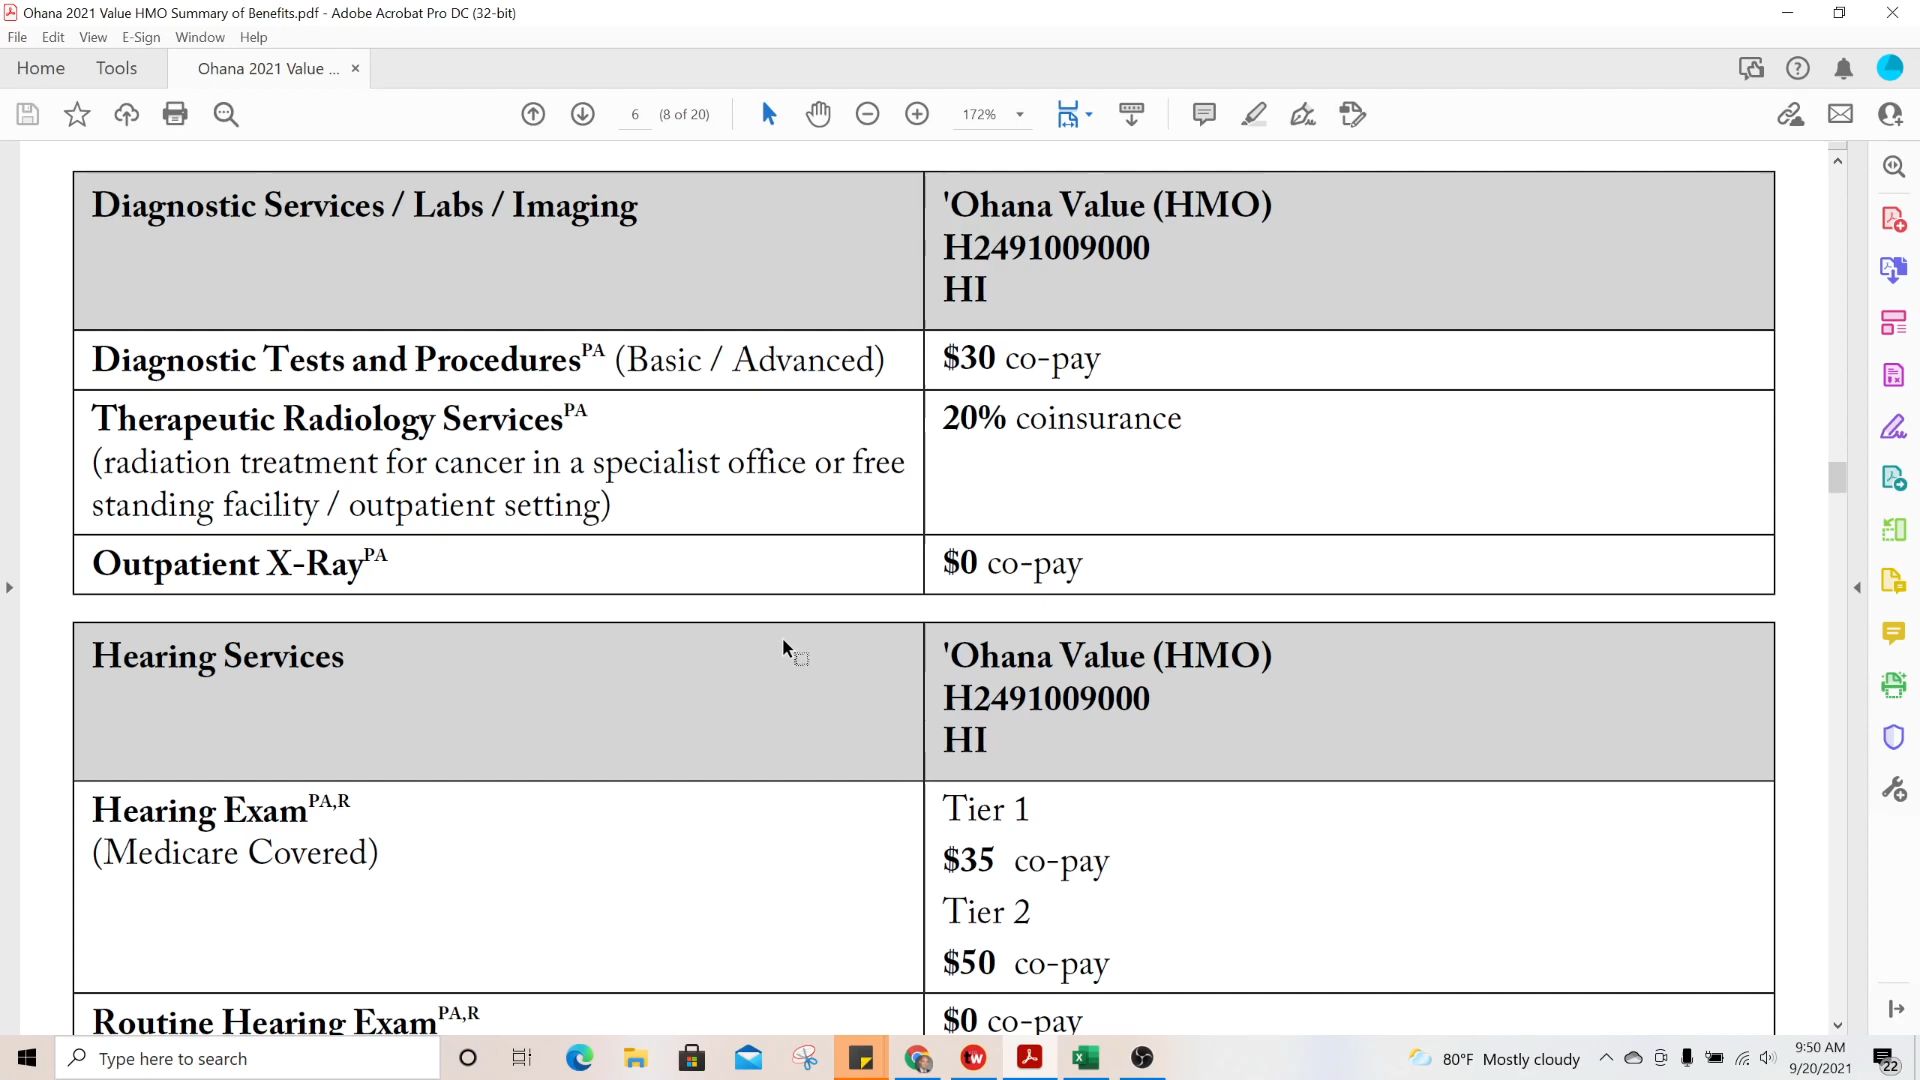 Ohana 2021 Value HMO Summary of Benefits.pdf - Adobe Acrobat Pro DC (32-bit)
File Edit View E-Sign Window Help
Home Tools Ohana 2021 Value ... ×
6 (8 of 20) 172%
Diagnostic Services / Labs / Imaging
'Ohana Value (HMO)
H2491009000
HI
Diagnostic Tests and ProceduresPA (Basic / Advanced)
$30 co-pay
Therapeutic Radiology ServicesPA
(radiation treatment for cancer in a specialist office or free
standing facility / outpatient setting)
20% coinsurance
Outpatient X-RayPA
$0 co-pay
Hearing Services
'Ohana Value (HMO)
H2491009000
HI
Hearing ExamPA,R
(Medicare Covered)
Tier 1
$35 co-pay
Tier 2
$50 co-pay
Routine Hearing ExamPA,R
$0 co-pay
Type here to search
tw
80°F Mostly cloudy
9:50 AM
9/20/2021
22